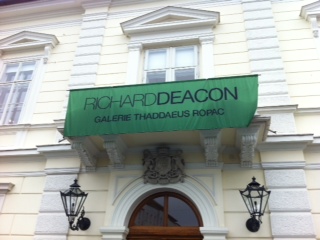 RICHARDDEACON
GALERIE THADDAEUS ROPAC